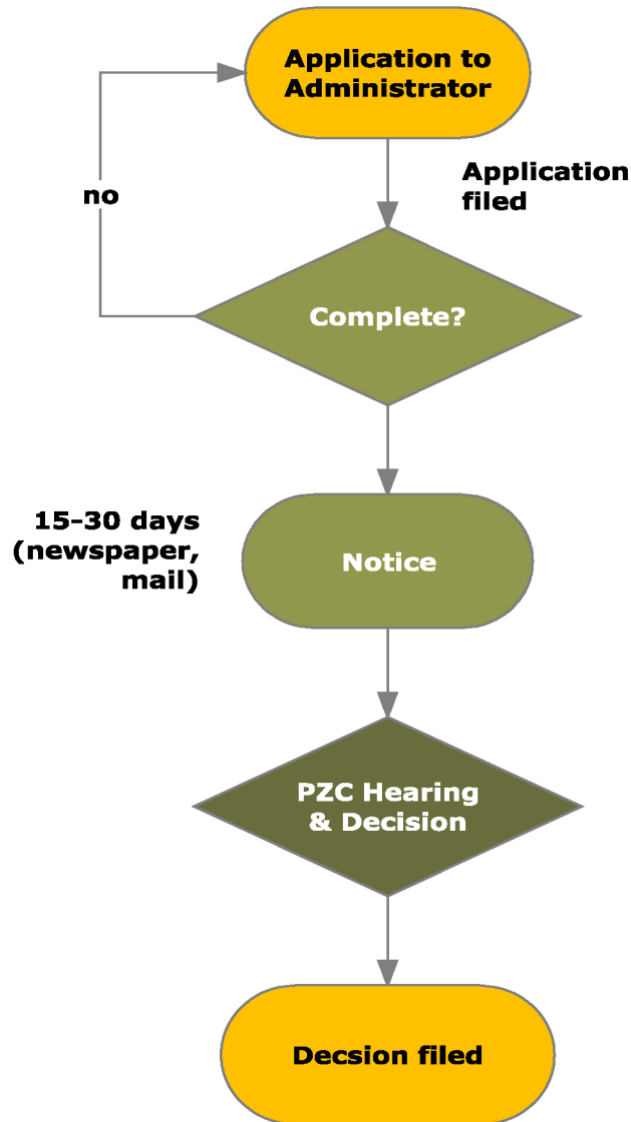 Application to
Administrator
Application
filed
no
Complete?
15-30 days
(newspaper,
mail)
Notice
PZC Hearing
& Decision
Decsion filed